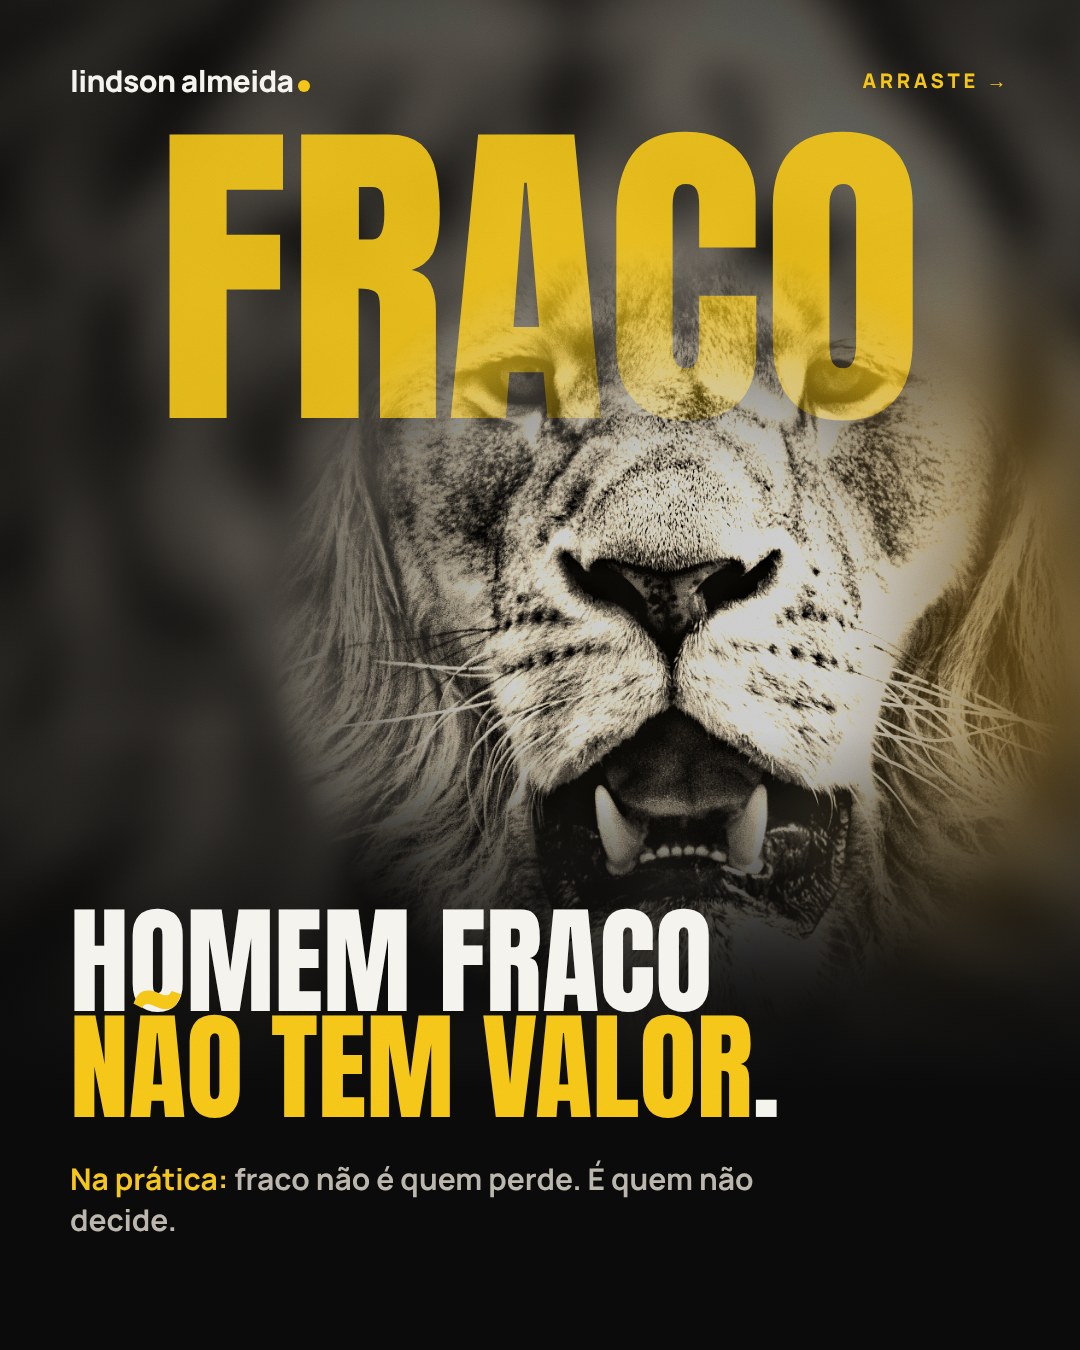 lindson almeida.
ARRASTE →
FRACO
HOMEM FRACO
NÃO TEM VALOR.
Na prática: fraco não é quem perde. É quem não
decide.